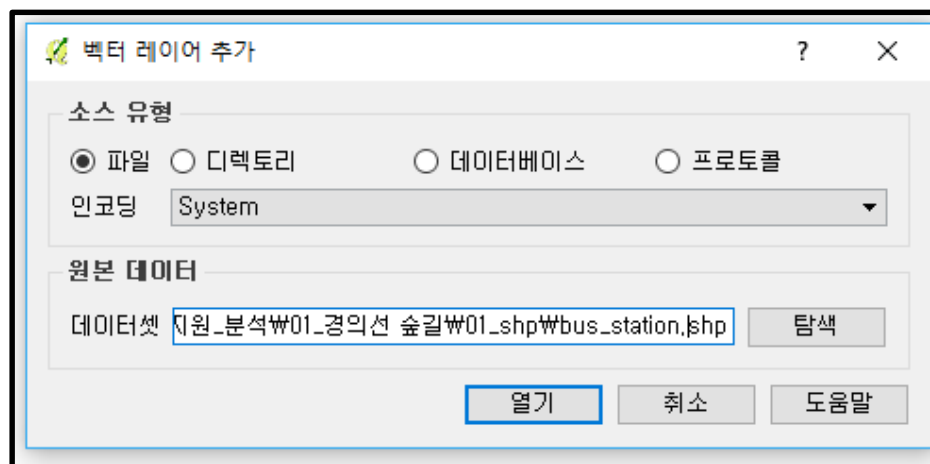 벡터 레이어 추가 ?
소스 유형
파일 디렉토리 데이터베이스 프로토콜
인코딩 System
원본 데이터
데이터셋 지원_분석₩01_경의선 숲길₩01_shp₩bus_station.shp 탐색
열기 취소 도움말